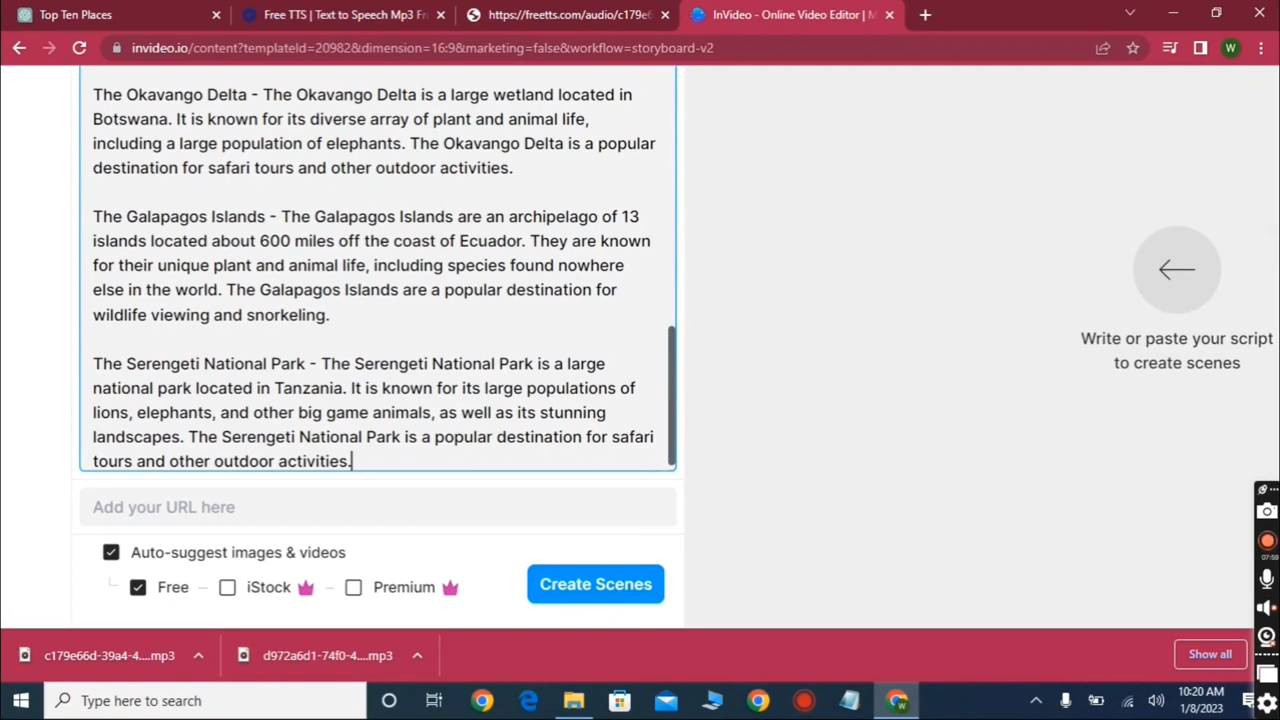 Top Ten Places
Free TTS | Text to Speech Mp3 Fr
https://freetts.com/audio/c179e6
InVideo - Online Video Editor | M
invideo.io/content?templateId=20982&dimension=16:9&marketing=false&workflow=storyboard-v2
W
The Okavango Delta - The Okavango Delta is a large wetland located in
Botswana. It is known for its diverse array of plant and animal life,
including a large population of elephants. The Okavango Delta is a popular
destination for safari tours and other outdoor activities.
The Galapagos Islands - The Galapagos Islands are an archipelago of 13
islands located about 600 miles off the coast of Ecuador. They are known
for their unique plant and animal life, including species found nowhere
else in the world. The Galapagos Islands are a popular destination for
wildlife viewing and snorkeling.
The Serengeti National Park - The Serengeti National Park is a large
national park located in Tanzania. It is known for its large populations of
lions, elephants, and other big game animals, as well as its stunning
landscapes. The Serengeti National Park is a popular destination for safari
tours and other outdoor activities.
Write or paste your script
to create scenes
Add your URL here
Auto-suggest images & videos
Free
iStock
Premium
Create Scenes
07:59
c179e66d-39a4-4....mp3
d972a6d1-74f0-4....mp3
Show all
Type here to search
10:20 AM
1/8/2023